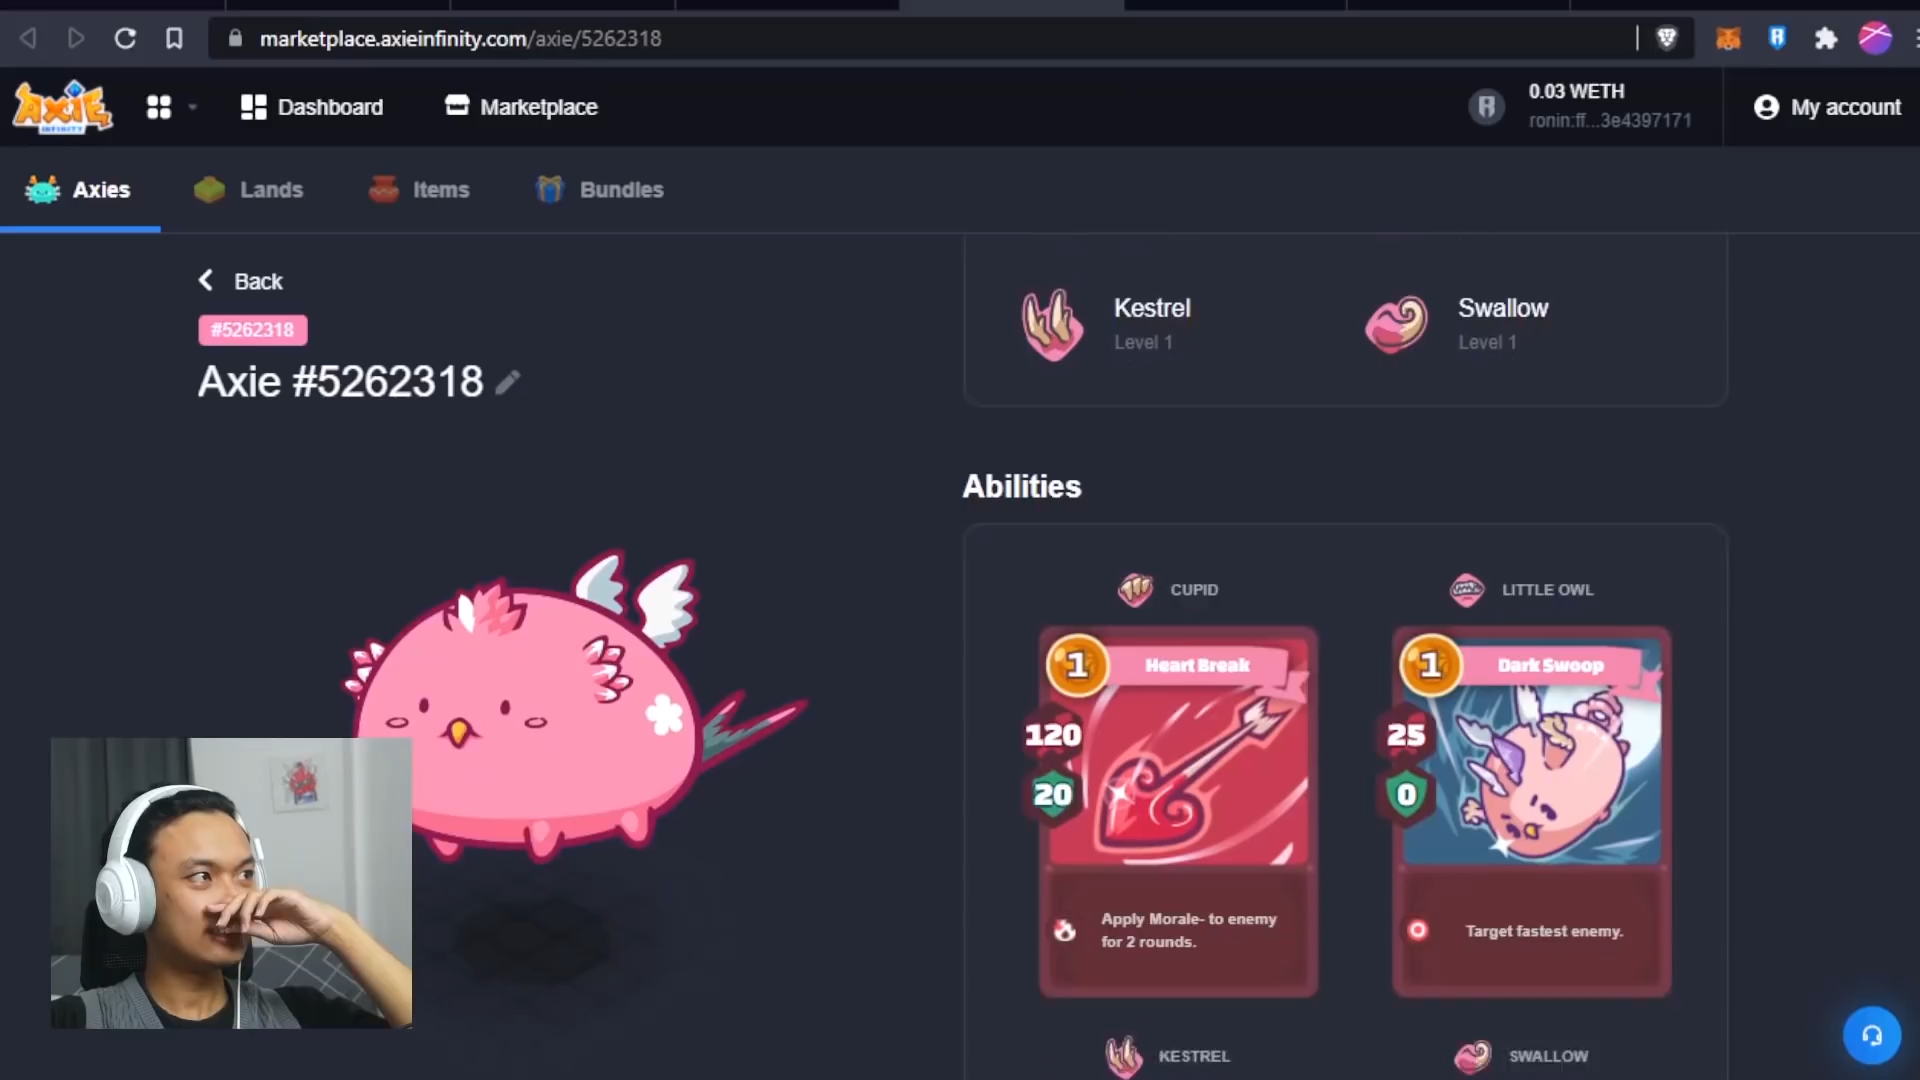 marketplace.axieinfinity.com/axie/5262318
AXIE
INFINITY
Dashboard
Marketplace
0.03 WETH
ronin:ff...3e4397171
My account
Axies
Lands
Items
Bundles
Back
#5262318
Axie #5262318
Kestrel
Level 1
Swallow
Level 1
Abilities
CUPID
LITTLE OWL
1
Heart Break
120
20
Apply Morale- to enemy
for 2 rounds.
1
Dark Swoop
25
0
Target fastest enemy.
KESTREL
SWALLOW